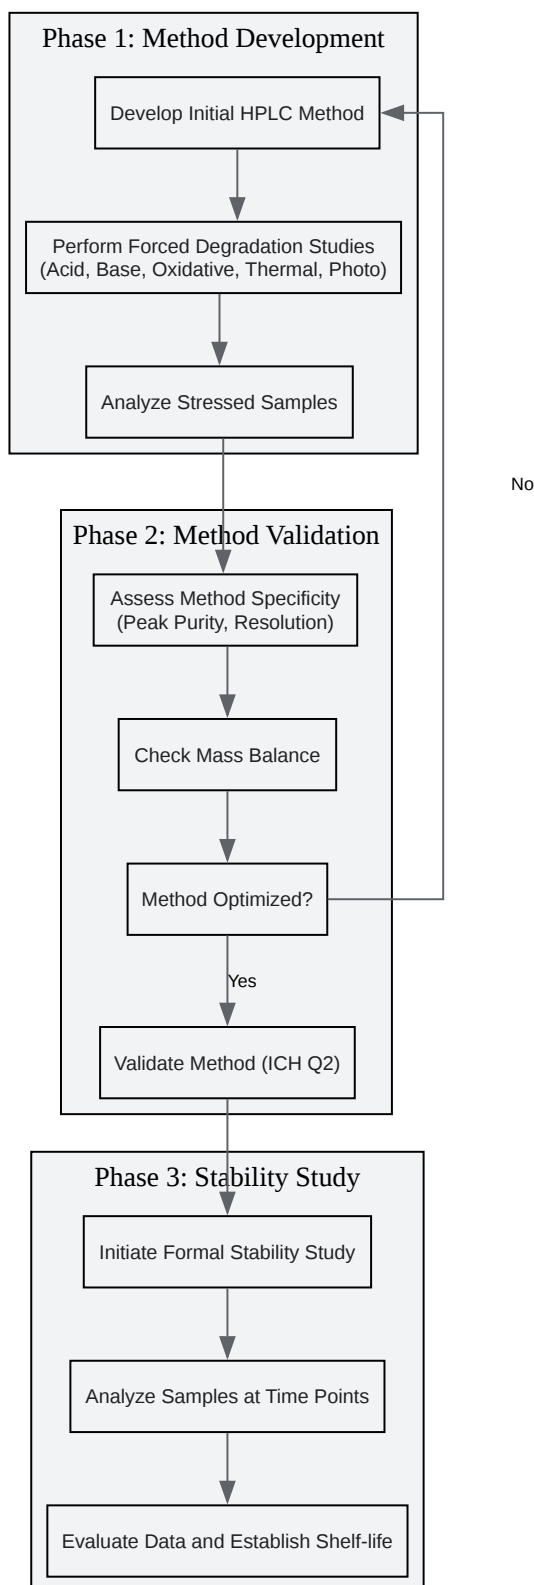 Phase 1: Method Development
Develop Initial HPLC Method
Perform Forced Degradation Studies
(Acid, Base, Oxidative, Thermal, Photo)
Analyze Stressed Samples
No
Phase 2: Method Validation
Assess Method Specificity
(Peak Purity, Resolution)
Check Mass Balance
Method Optimized?
Yes
Validate Method (ICH Q2)
Phase 3: Stability Study
Initiate Formal Stability Study
Analyze Samples at Time Points
Evaluate Data and Establish Shelf-life